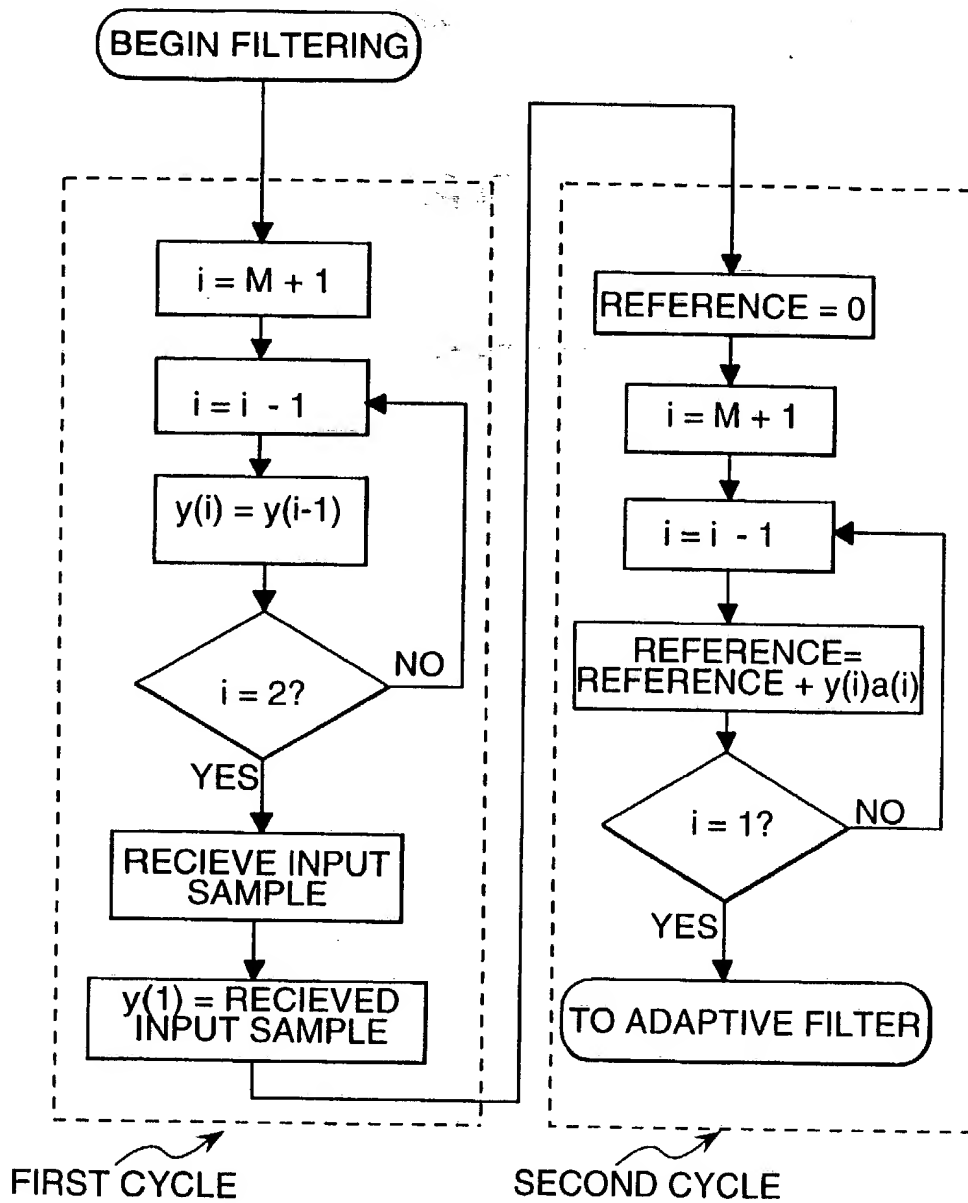 BEGIN FILTERING
i = M + 1
i = i - 1
y(i) = y(i-1)
i = 2?
NO
YES
RECIEVE INPUT
SAMPLE
y(1) = RECIEVED
INPUT SAMPLE
FIRST CYCLE
REFERENCE = 0
i = M + 1
i = i - 1
REFERENCE=
REFERENCE + y(i)a(i)
i = 1?
NO
YES
TO ADAPTIVE FILTER
SECOND CYCLE